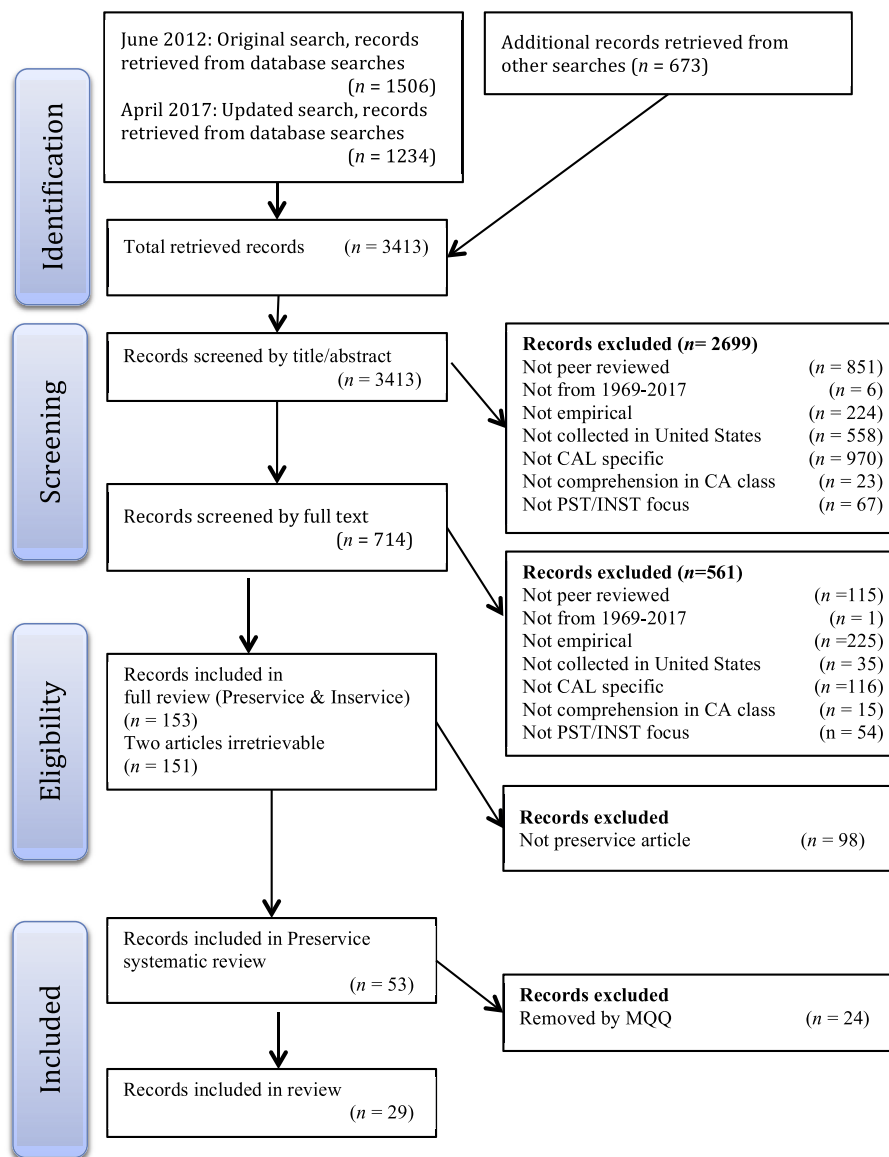 Identification
June 2012: Original search, records
retrieved from database searches
(n = 1506)
April 2017: Updated search, records
retrieved from database searches
(n = 1234)
Additional records retrieved from
other searches (n = 673)
Total retrieved records (n = 3413)
Screening
Records screened by title/abstract
(n = 3413)
Records excluded (n= 2699)
Not peer reviewed (n = 851)
Not from 1969-2017 (n = 6)
Not empirical (n = 224)
Not collected in United States (n = 558)
Not CAL specific (n = 970)
Not comprehension in CA class (n = 23)
Not PST/INST focus (n = 67)
Records screened by full text
(n = 714)
Records excluded (n=561)
Not peer reviewed (n =115)
Not from 1969-2017 (n = 1)
Not empirical (n =225)
Not collected in United States (n = 35)
Not CAL specific (n =116)
Not comprehension in CA class (n = 15)
Not PST/INST focus (n = 54)
Eligibility
Records included in
full review (Preservice & Inservice)
(n = 153)
Two articles irretrievable
(n = 151)
Records excluded
Not preservice article (n = 98)
Included
Records included in Preservice
systematic review
(n = 53)
Records excluded
Removed by MQQ (n = 24)
Records included in review
(n = 29)